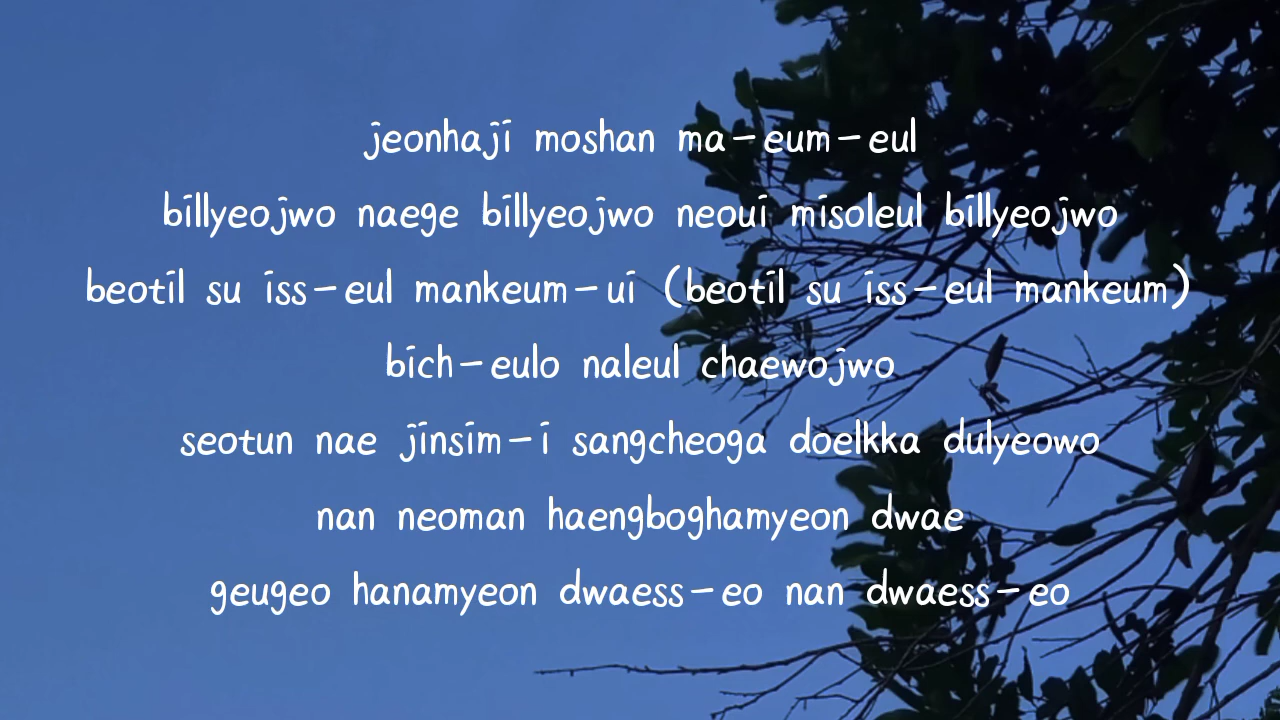 jeonhaji moshan ma-eum-eul
billyeojwo naege billyeojwo neoui misoleul billyeojwo
beotil su iss-eul mankeum-ui (beotil su iss-eul mankeum)
bich-eulo naleul chaewojwo
seotun nae jinsim-i sangcheoga doelkka dulyeowo
nan neoman haengboghamyeon dwae
geugeo hanamyeon dwaess-eo nan dwaess-eo